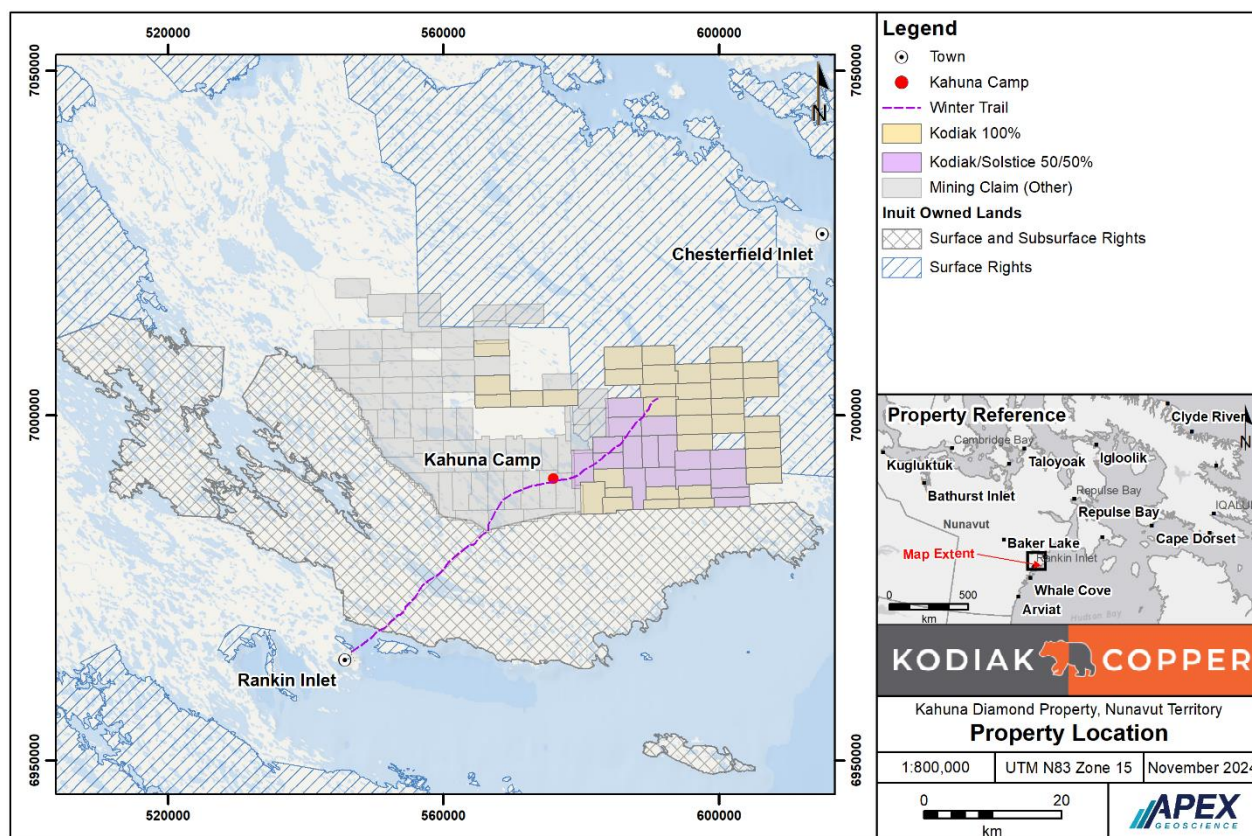 520000
560000
600000
7050000
7050000
Chesterfield Inlet
7000000
7000000
Kahuna Camp
Rankin Inlet
6950000
6950000
520000
560000
600000
N
Legend
Town
Kahuna Camp
Winter Trail
Kodiak 100%
Kodiak/Solstice 50/50%
Mining Claim (Other)
Inuit Owned Lands
Surface and Subsurface Rights
Surface Rights
Property Reference
Clyde River
N
Cambridge Bay
Kugluktuk
Taloyoak
Igloolik
Bathurst Inlet
Repulse Bay
Repulse Bay
IQALUI
Nunavut
Cape Dorset
Baker Lake
Map Extent
Rankin Inlet
Whale Cove
0 500
km
Arviat
Hudson Bay
KODIAK COPPER
Kahuna Diamond Property, Nunavut Territory
Property Location
1:800,000 UTM N83 Zone 15 November 2024
0 20
km
APEX
GEOSCIENCE